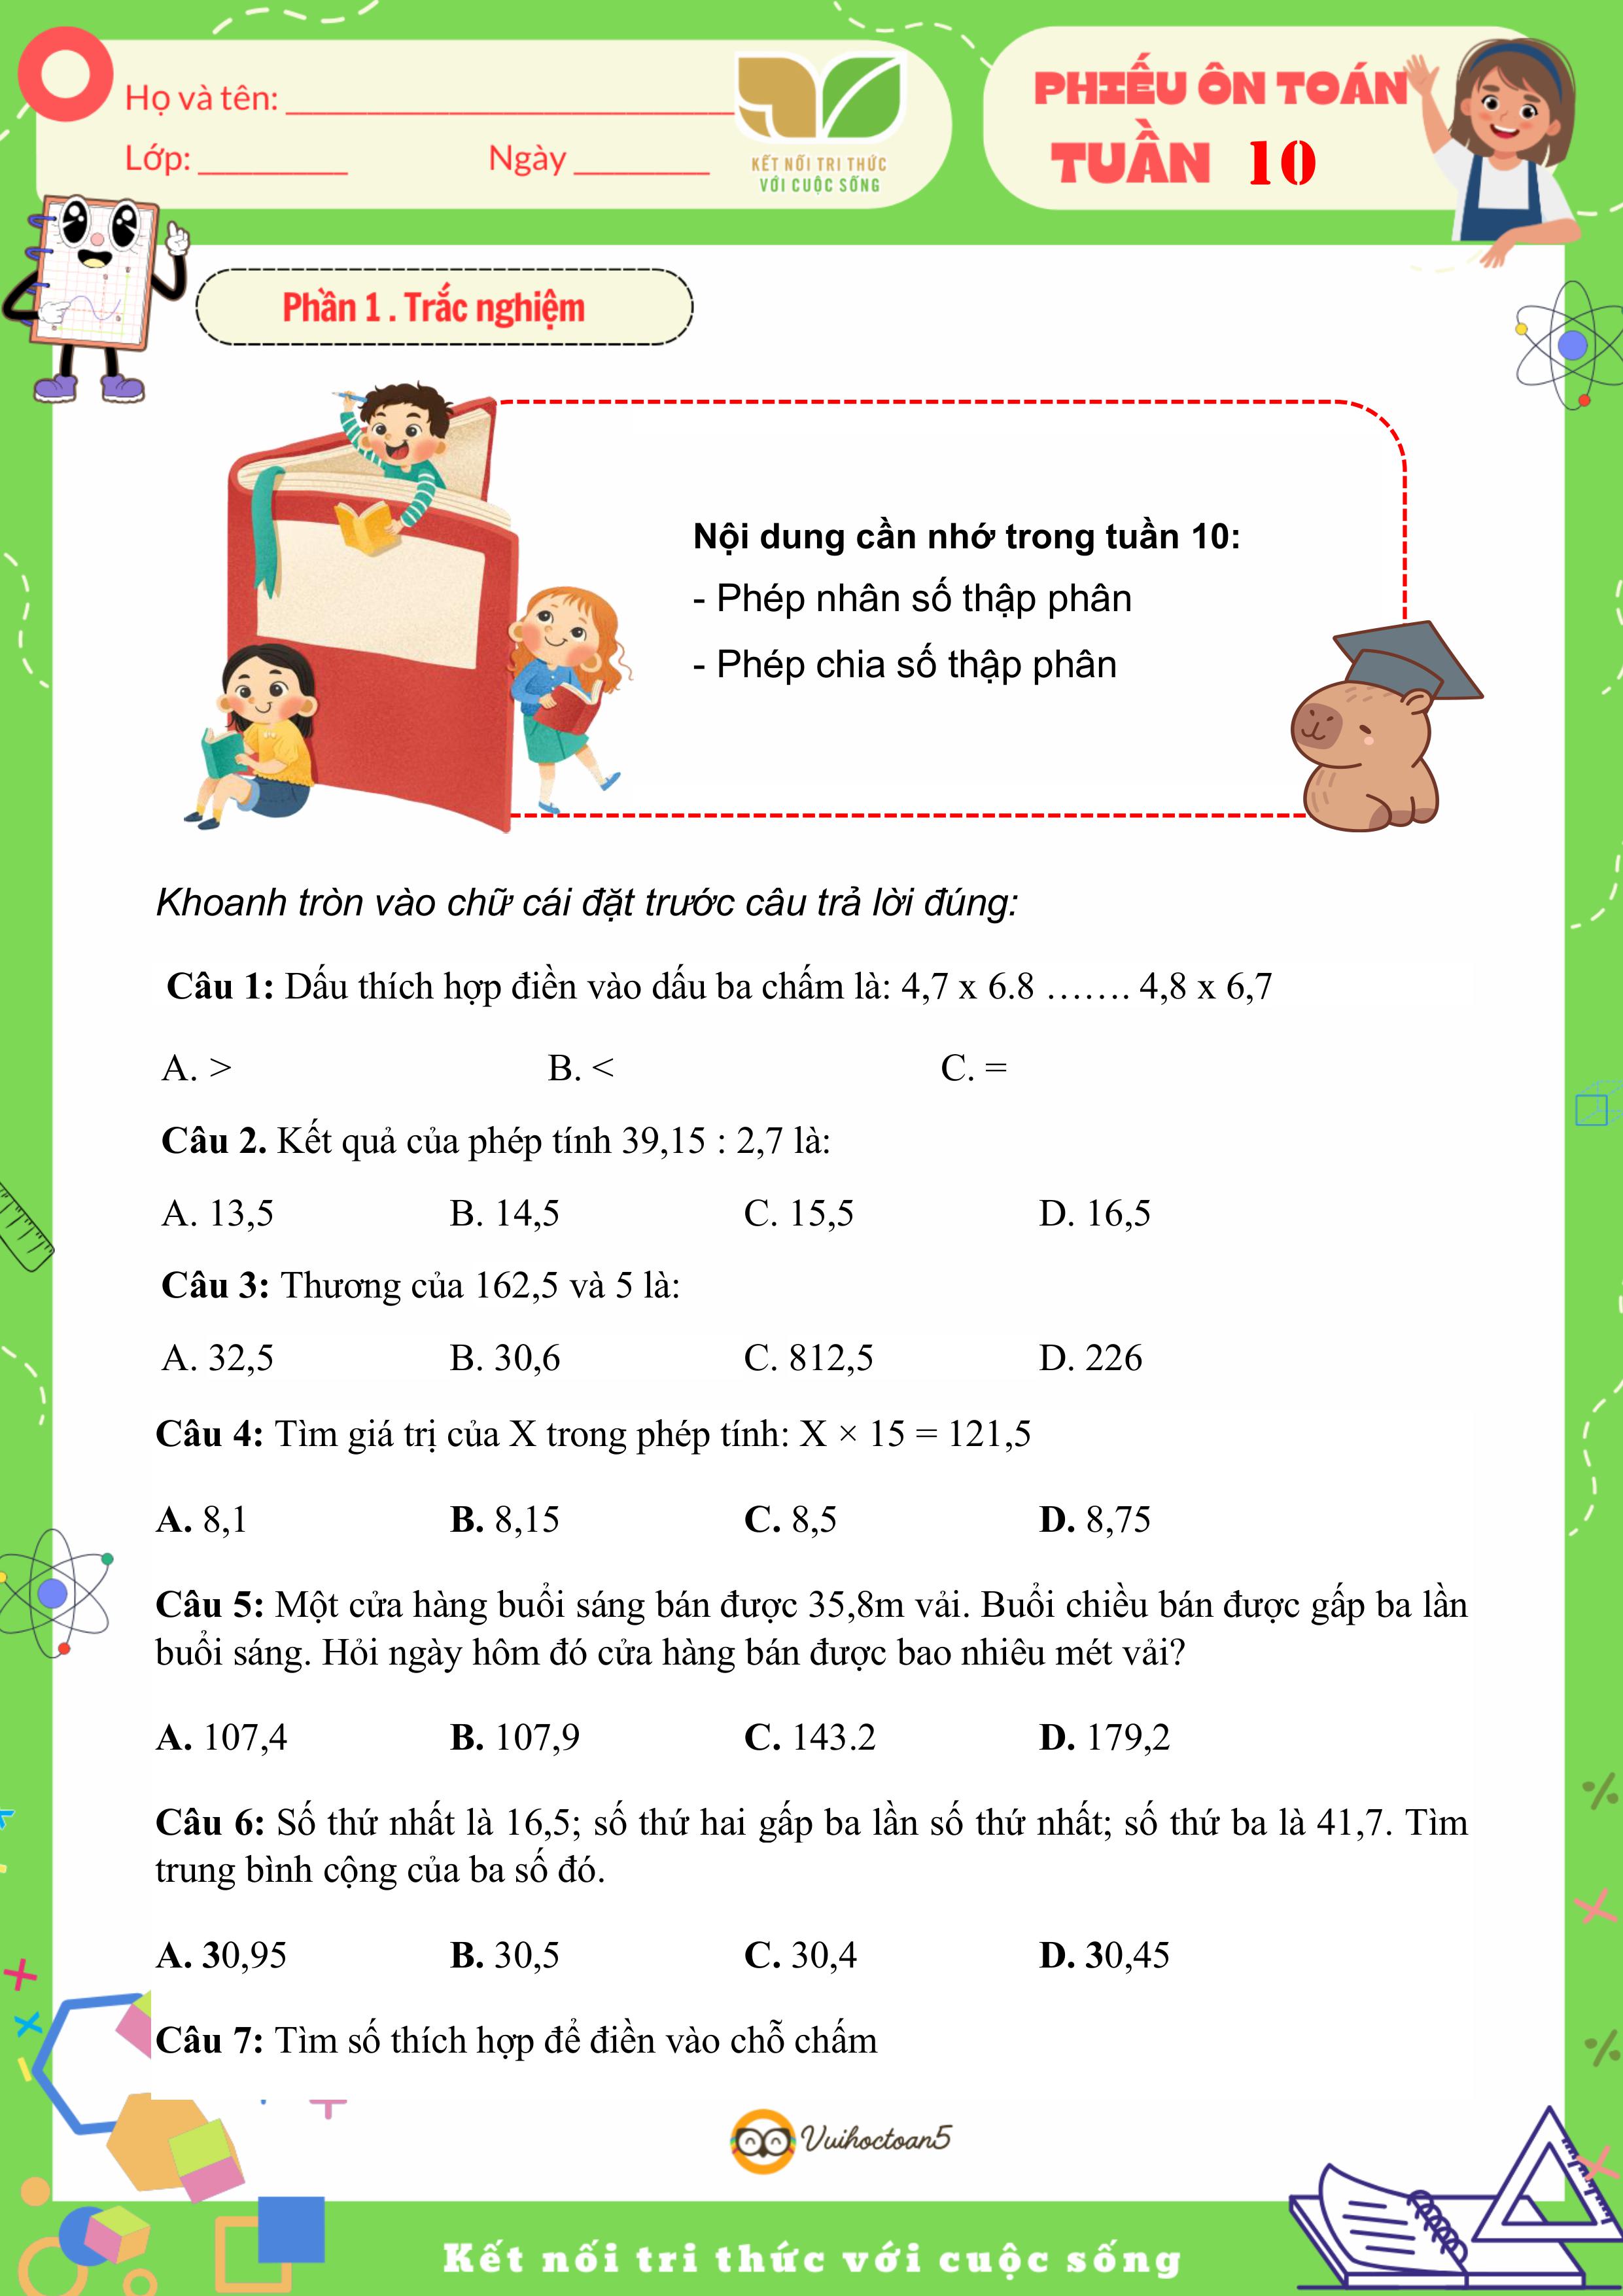 Họ và tên:
Lớp: Ngày
KẾT NỐI TRI THỨC
VỚI CUỘC SỐNG
PHIẾU ÔN TOÁN
TUẦN 10
Phần 1 . Trắc nghiệm
Nội dung cần nhớ trong tuần 10:
- Phép nhân số thập phân
- Phép chia số thập phân
Khoanh tròn vào chữ cái đặt trước câu trả lời đúng:
Câu 1: Dấu thích hợp điền vào dấu ba chấm là: 4,7 x 6.8 ……. 4,8 x 6,7
A. > B. < C. =
Câu 2. Kết quả của phép tính 39,15 : 2,7 là:
A. 13,5 B. 14,5 C. 15,5 D. 16,5
Câu 3: Thương của 162,5 và 5 là:
A. 32,5 B. 30,6 C. 812,5 D. 226
Câu 4: Tìm giá trị của X trong phép tính: X × 15 = 121,5
A. 8,1 B. 8,15 C. 8,5 D. 8,75
Câu 5: Một cửa hàng buổi sáng bán được 35,8m vải. Buổi chiều bán được gấp ba lần
buổi sáng. Hỏi ngày hôm đó cửa hàng bán được bao nhiêu mét vải?
A. 107,4 B. 107,9 C. 143.2 D. 179,2
Câu 6: Số thứ nhất là 16,5; số thứ hai gấp ba lần số thứ nhất; số thứ ba là 41,7. Tìm
trung bình cộng của ba số đó.
A. 30,95 B. 30,5 C. 30,4 D. 30,45
Câu 7: Tìm số thích hợp để điền vào chỗ chấm
Vuihoctoan5
Kết nối tri thức với cuộc sống